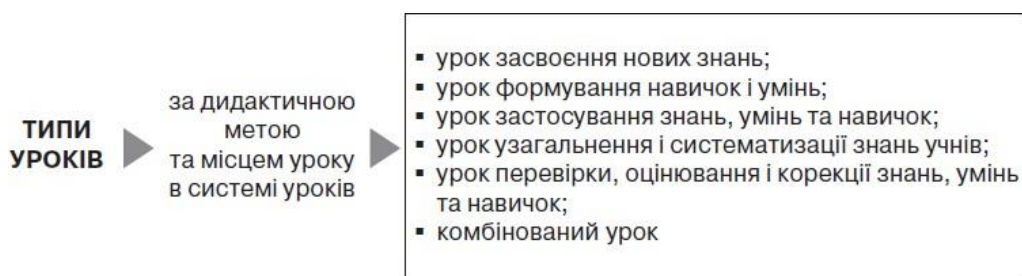 ТИПИ
УРОКІВ
за дидактичною
метою
та місцем уроку
в системі уроків
▪ урок засвоєння нових знань;
▪ урок формування навичок і умінь;
▪ урок застосування знань, умінь та навичок;
▪ урок узагальнення і систематизації знань учнів;
▪ урок перевірки, оцінювання і корекції знань, умінь
та навичок;
▪ комбінований урок